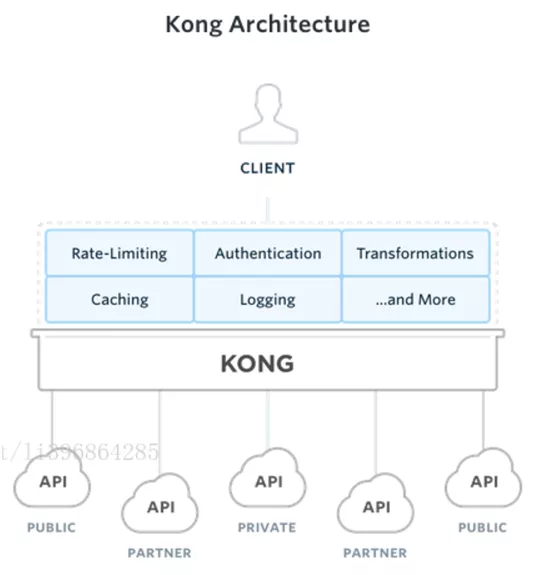 Kong Architecture
CLIENT
Rate-Limiting Authentication Transformations
Caching Logging ...and More
KONG
t/li896864285
API API API API API
PUBLIC PARTNER PRIVATE PARTNER PUBLIC